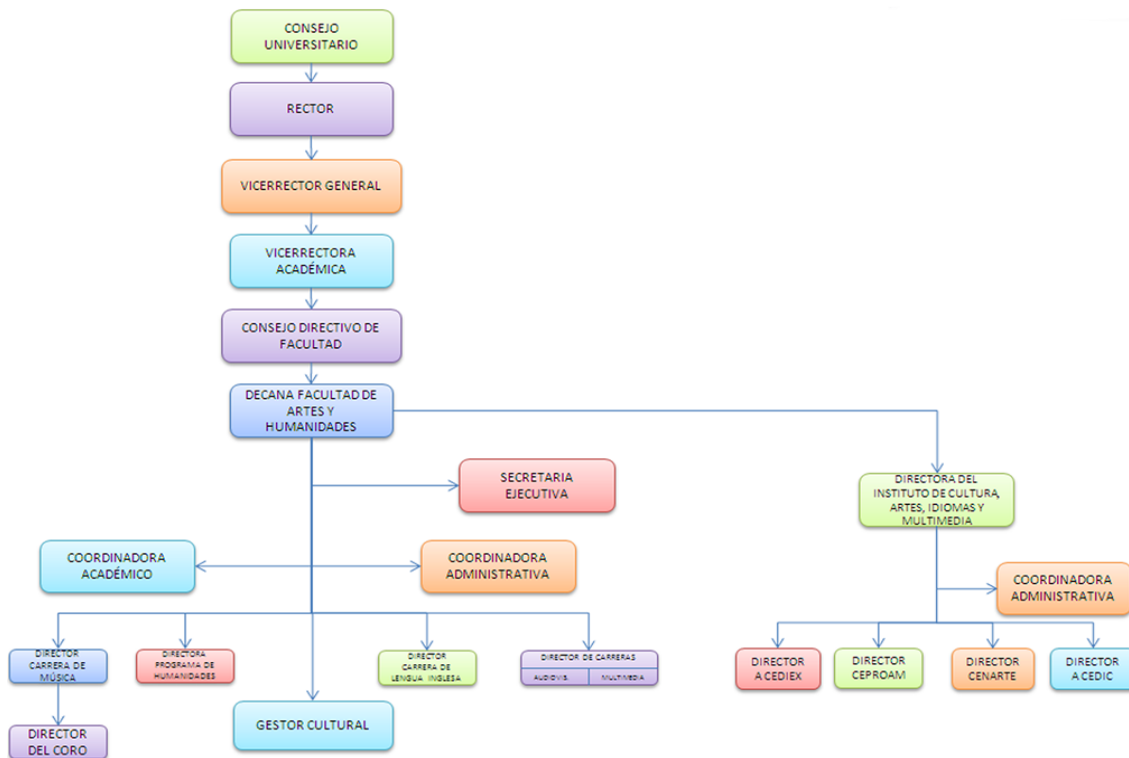 CONSEJO
UNIVERSITARIO
RECTOR
VICERRECTOR GENERAL
VICERRECTORA
ACADÉMICA
CONSEJO DIRECTIVO DE
FACULTAD
DECANA FACULTAD DE
ARTES Y
HUMANIDADES
SECRETARIA
EJECUTIVA
DIRECTORA DEL
INSTITUTO DE CULTURA,
ARTES, IDIOMAS Y
MULTIMEDIA
COORDINADORA
ACADÉMICO
COORDINADORA
ADMINISTRATIVA
COORDINADORA
ADMINISTRATIVA
DIRECTOR
CARRERA DE
MÚSICA
DIRECTORA
PROGRAMA DE
HUMANIDADES
DIRECTOR
CARRERA DE
LENGUA INGLESA
DIRECTOR DE CARRERAS
AUDIOVIS.
MULTIMEDIA
DIRECTOR
A CEDIEX
DIRECTOR
CEPROAM
DIRECTOR
CENARTE
DIRECTOR
A CEDIC
GESTOR CULTURAL
DIRECTOR
DEL CORO